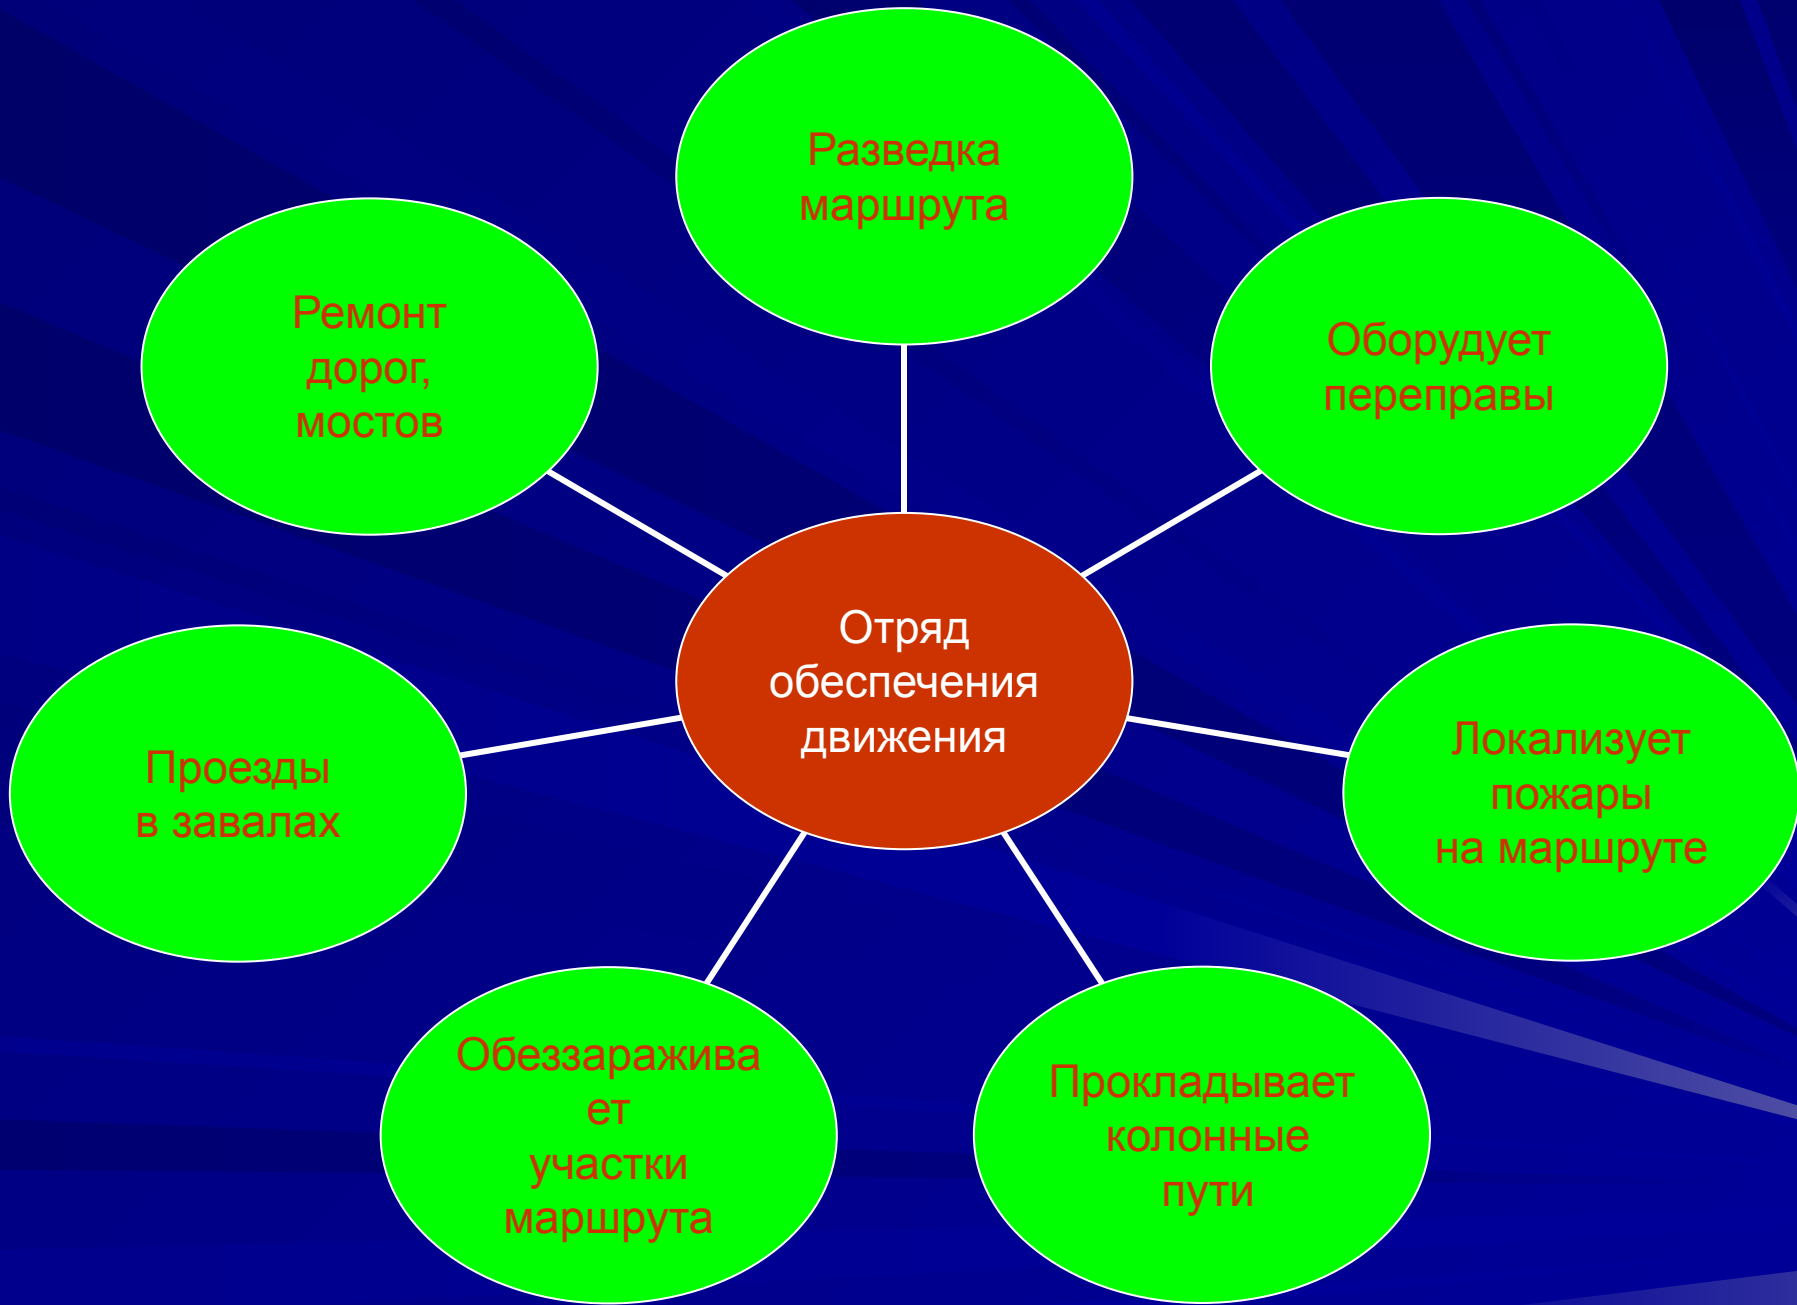 Разведка
маршрута
Ремонт
дорог,
мостов
Оборудует
переправы
Отряд
обеспечения
движения
Проезды
в завалах
Локализует
пожары
на маршруте
Обеззаражива
ет
участки
маршрута
Прокладывает
колонные
пути